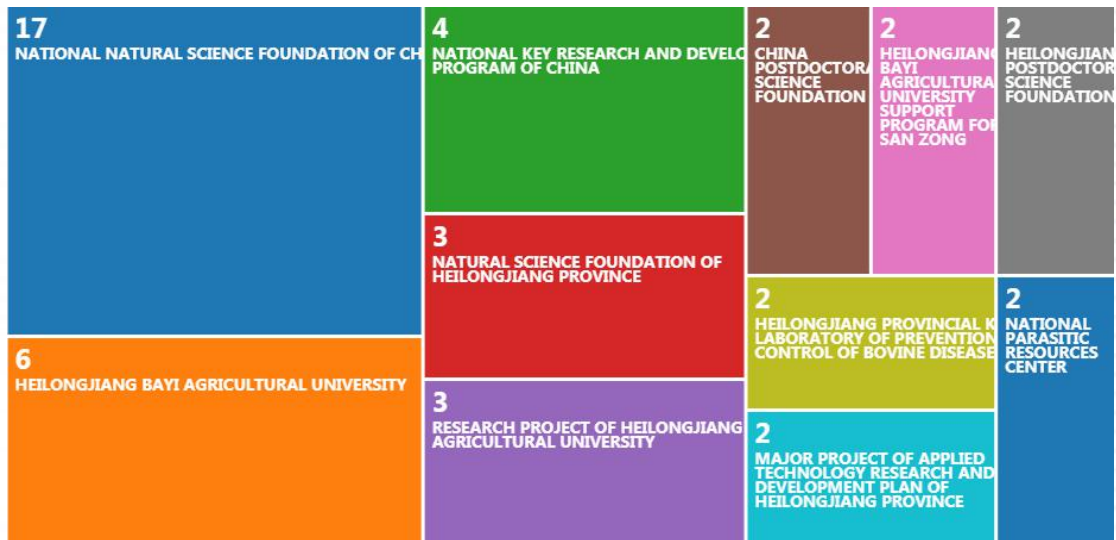 17
NATIONAL NATURAL SCIENCE FOUNDATION OF CH
6
HEILONGJIANG BAYI AGRICULTURAL UNIVERSITY
4
NATIONAL KEY RESEARCH AND DEVELO
PROGRAM OF CHINA
3
NATURAL SCIENCE FOUNDATION OF
HEILONGJIANG PROVINCE
3
RESEARCH PROJECT OF HEILONGJIANG
AGRICULTURAL UNIVERSITY
2
CHINA
POSTDOCTORA
SCIENCE
FOUNDATION
2
HEILONGJIANG
BAYI
AGRICULTURA
UNIVERSITY
SUPPORT
PROGRAM FOR
SAN ZONG
2
HEILONGJIAN
POSTDOCTOR
SCIENCE
FOUNDATION
2
HEILONGJIANG PROVINCIAL K
LABORATORY OF PREVENTION
CONTROL OF BOVINE DISEASE
2
NATIONAL
PARASITIC
RESOURCES
CENTER
2
MAJOR PROJECT OF APPLIED
TECHNOLOGY RESEARCH AND
DEVELOPMENT PLAN OF
HEILONGJIANG PROVINCE